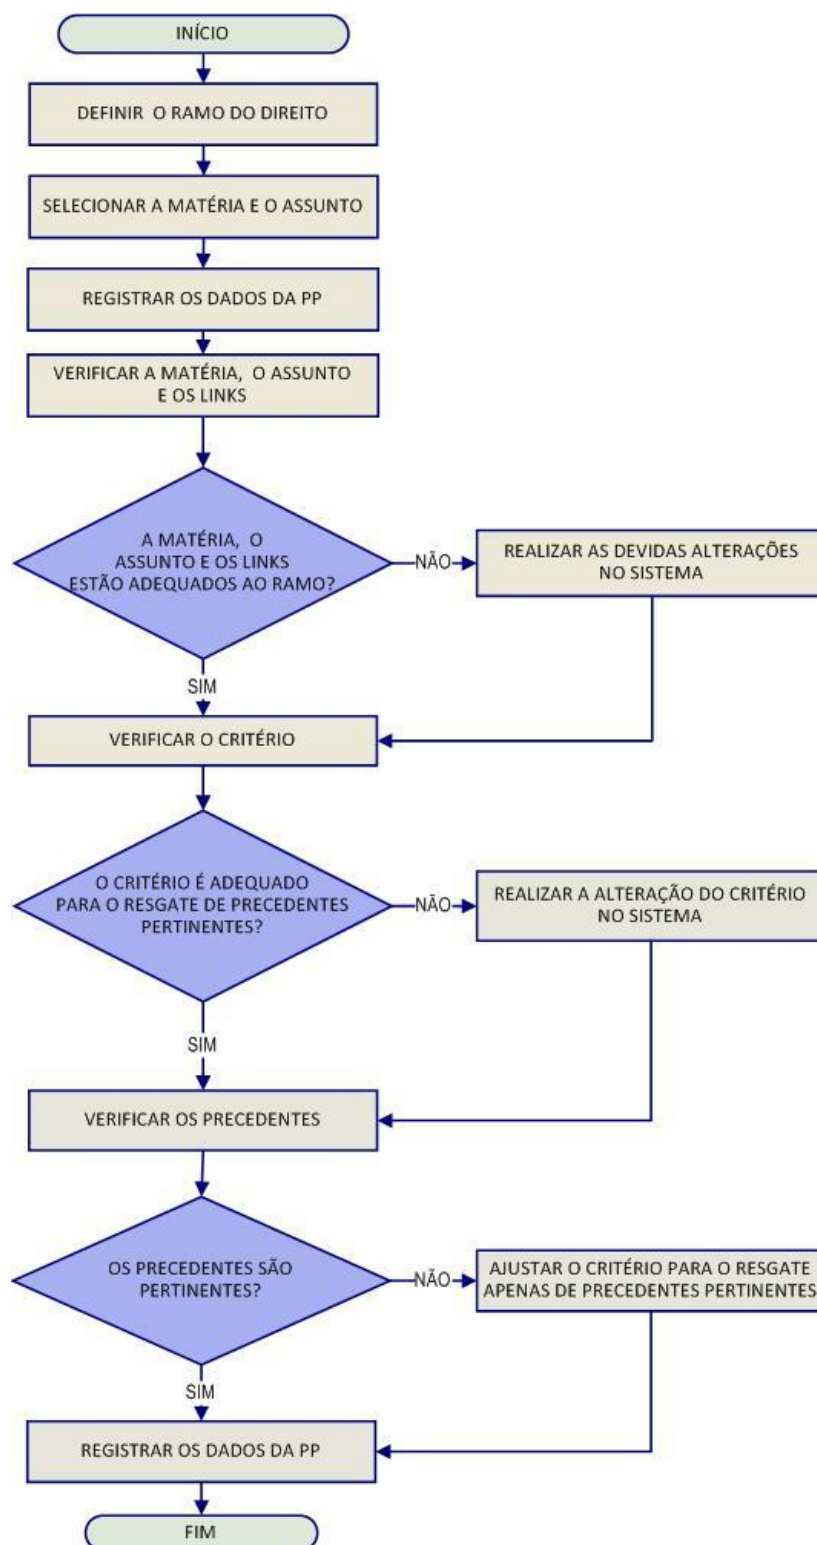 INÍCIO
DEFINIR O RAMO DO DIREITO
SELECIONAR A MATÉRIA E O ASSUNTO
REGISTRAR OS DADOS DA PP
VERIFICAR A MATÉRIA, O ASSUNTO
E OS LINKS
A MATÉRIA, O
ASSUNTO E OS LINKS
ESTÃO ADEQUADOS AO RAMO?
NÃO
REALIZAR AS DEVIDAS ALTERAÇÕES
NO SISTEMA
SIM
VERIFICAR O CRITÉRIO
O CRITÉRIO É ADEQUADO
PARA O RESGATE DE PRECEDENTES
PERTINENTES?
NÃO
REALIZAR A ALTERAÇÃO DO CRITÉRIO
NO SISTEMA
SIM
VERIFICAR OS PRECEDENTES
OS PRECEDENTES SÃO
PERTINENTES?
NÃO
AJUSTAR O CRITÉRIO PARA O RESGATE
APENAS DE PRECEDENTES PERTINENTES
SIM
REGISTRAR OS DADOS DA PP
FIM